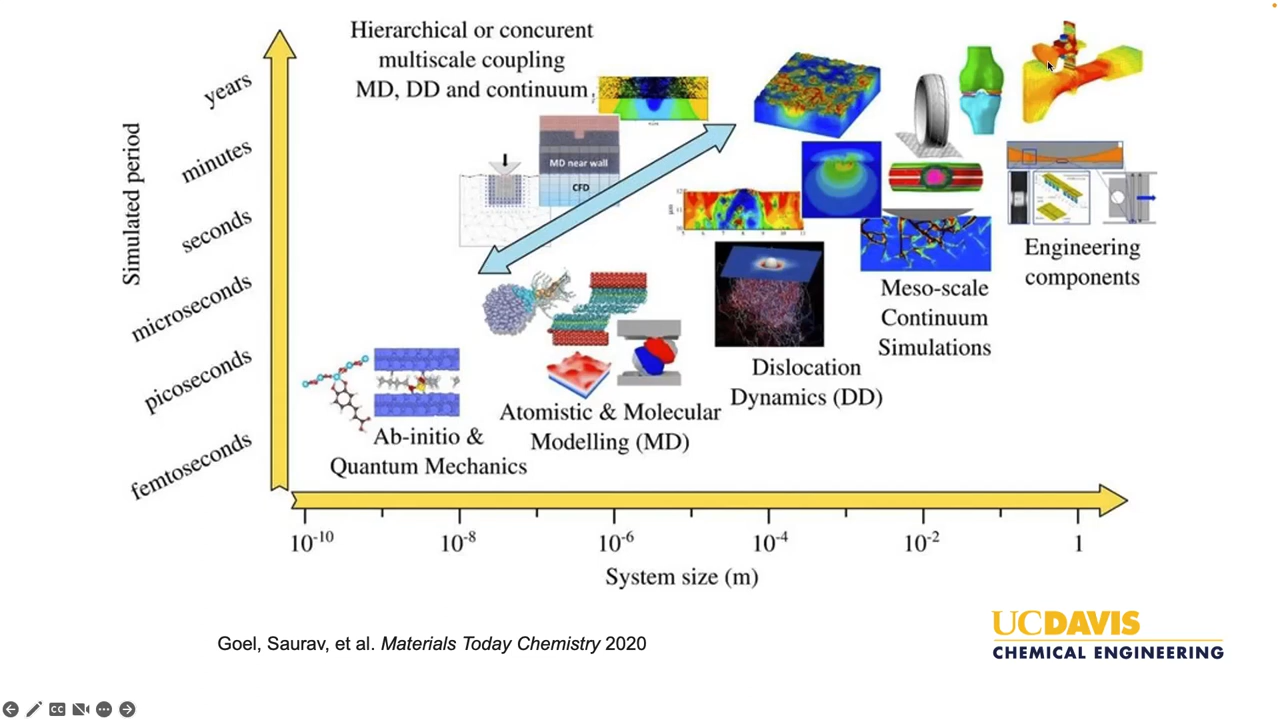 Hierarchical or concurent
multiscale coupling
MD, DD and continuum
years
minutes
seconds
microseconds
picoseconds
femtoseconds
Simulated period
MD near wall
CFD
Engineering
components
Meso-scale
Continuum
Simulations
Dislocation
Dynamics (DD)
Atomistic & Molecular
Modelling (MD)
Ab-initio &
Quantum Mechanics
10-10
10-8
10-6
10-4
10-2
1
System size (m)
Goel, Saurav, et al. Materials Today Chemistry 2020
UCDAVIS
CHEMICAL ENGINEERING
CC